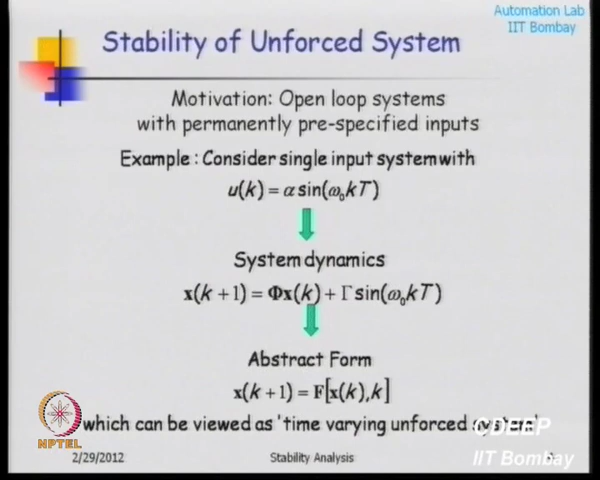 Automation Lab
IIT Bombay
Stability of Unforced System
Motivation: Open loop systems
with permanently pre-specified inputs
Example : Consider single input system with
u(k) = α sin(ω₀kT)
System dynamics
x(k + 1) = Φx(k) + Γ sin(ω₀kT)
Abstract Form
x(k + 1) = F[x(k), k]
which can be viewed as 'time varying unforced system'
NPTEL
©DEEP
IIT Bombay
2/29/2012
Stability Analysis